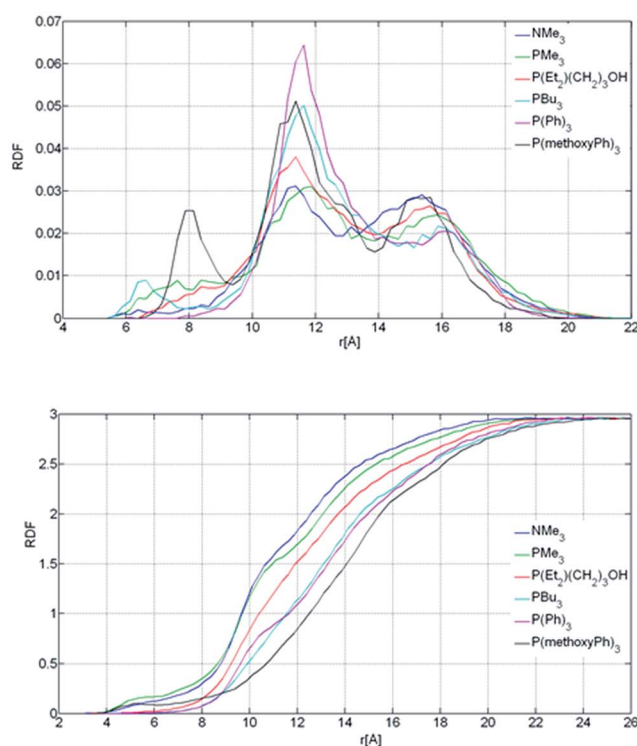 0.07
0.06
0.05
0.04
0.03
0.02
0.01
0
RDF
4 6 8 10 12 14 16 18 20 22
r[A]
NMe₃
PMe₃
P(Et₂)(CH₂)₃OH
PBu₃
P(Ph)₃
P(methoxyPh)₃
3
2.5
2
1.5
1
0.5
0
RDF
2 4 6 8 10 12 14 16 18 20 22 24 26
r[A]
NMe₃
PMe₃
P(Et₂)(CH₂)₃OH
PBu₃
P(Ph)₃
P(methoxyPh)₃